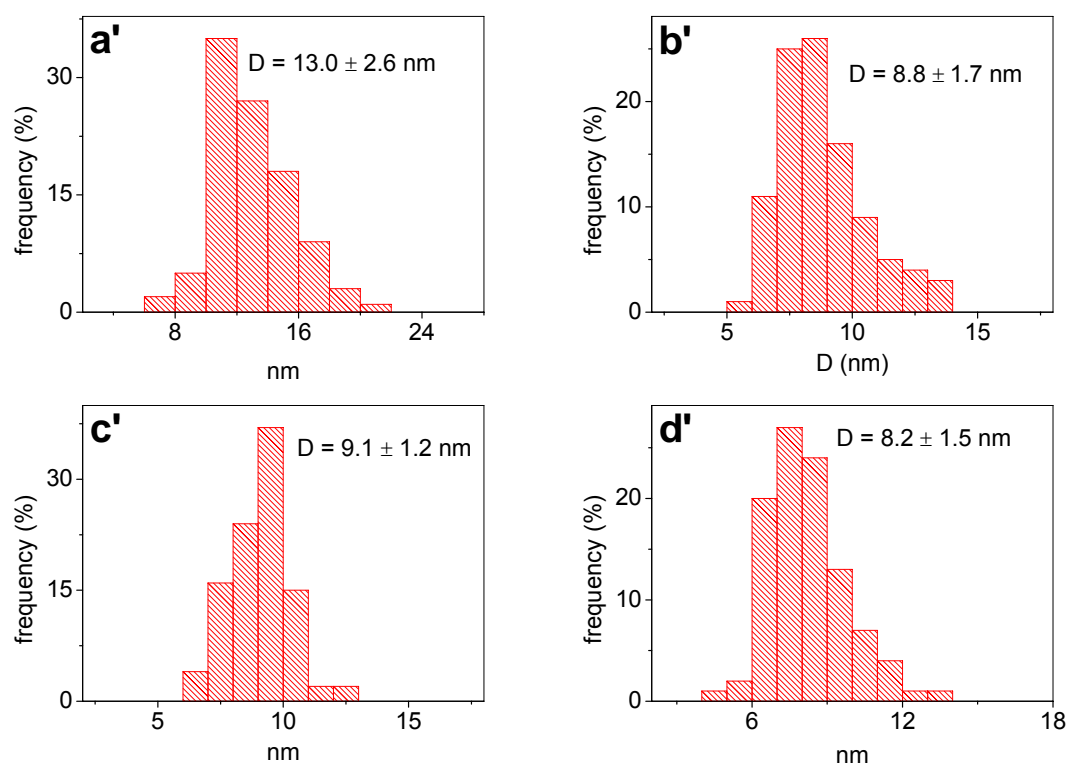 a'
D = 13.0 ± 2.6 nm
frequency (%)
30
15
0
8 16 24
nm
b'
D = 8.8 ± 1.7 nm
frequency (%)
20
10
0
5 10 15
D (nm)
c'
D = 9.1 ± 1.2 nm
frequency (%)
30
15
0
5 10 15
nm
d'
D = 8.2 ± 1.5 nm
frequency (%)
20
10
0
6 12 18
nm